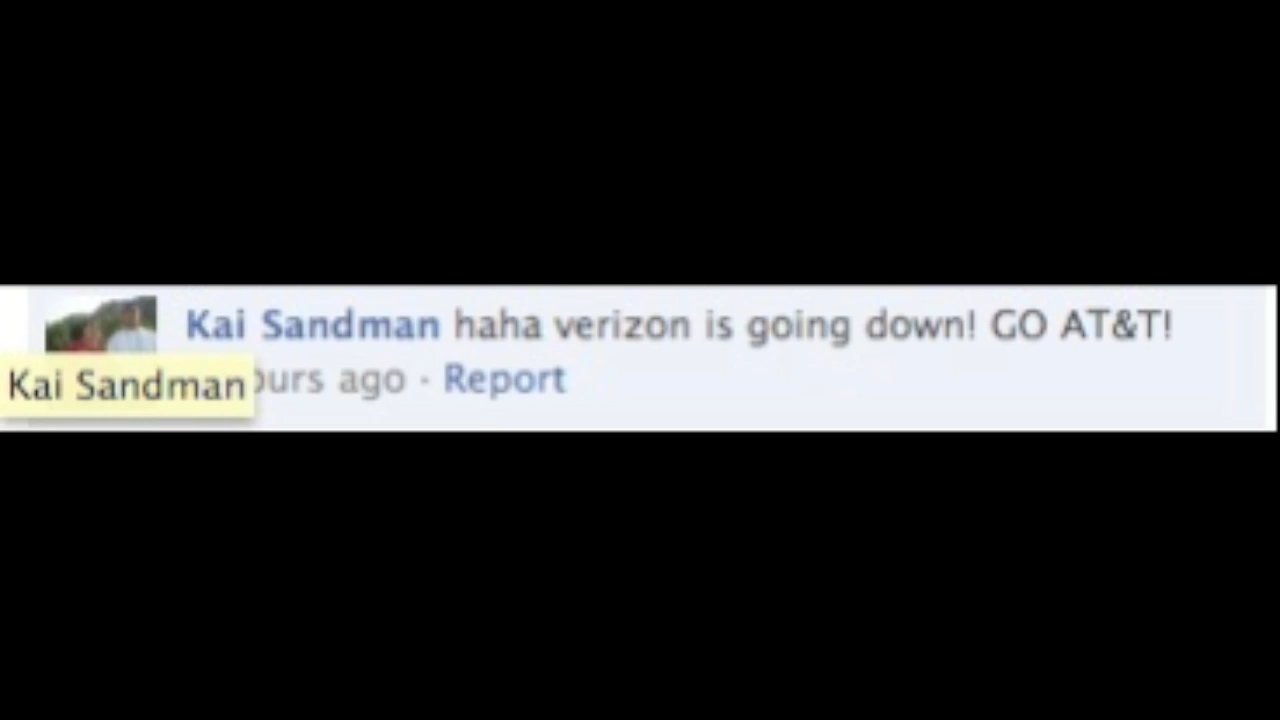 Kai Sandman haha verizon is going down! GO AT&T!
ours ago · Report
Kai Sandman